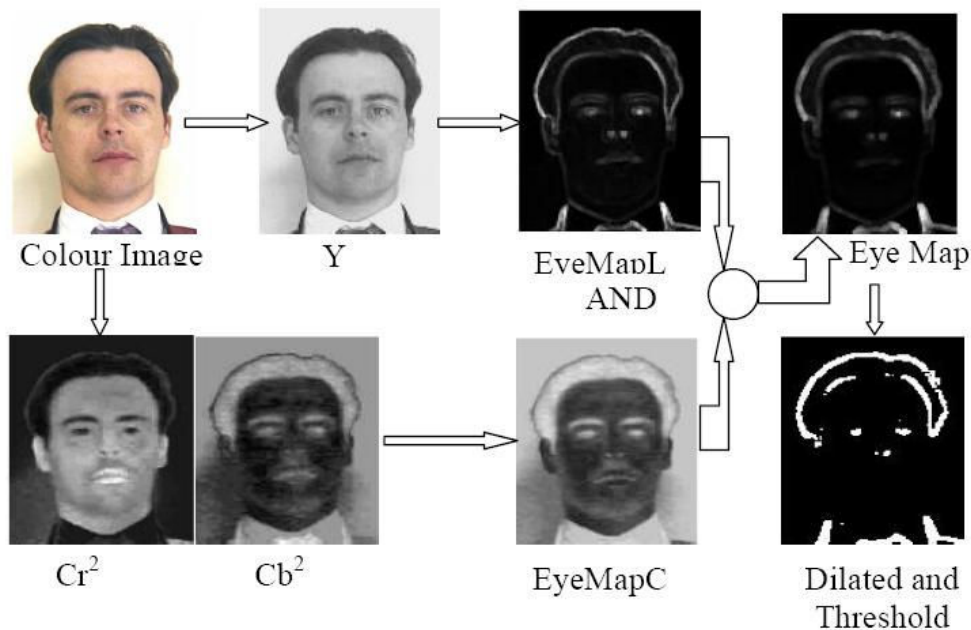 Colour Image
Y
EyeMapL
AND
Eye Map
Cr²
Cb²
EyeMapC
Dilated and
Threshold